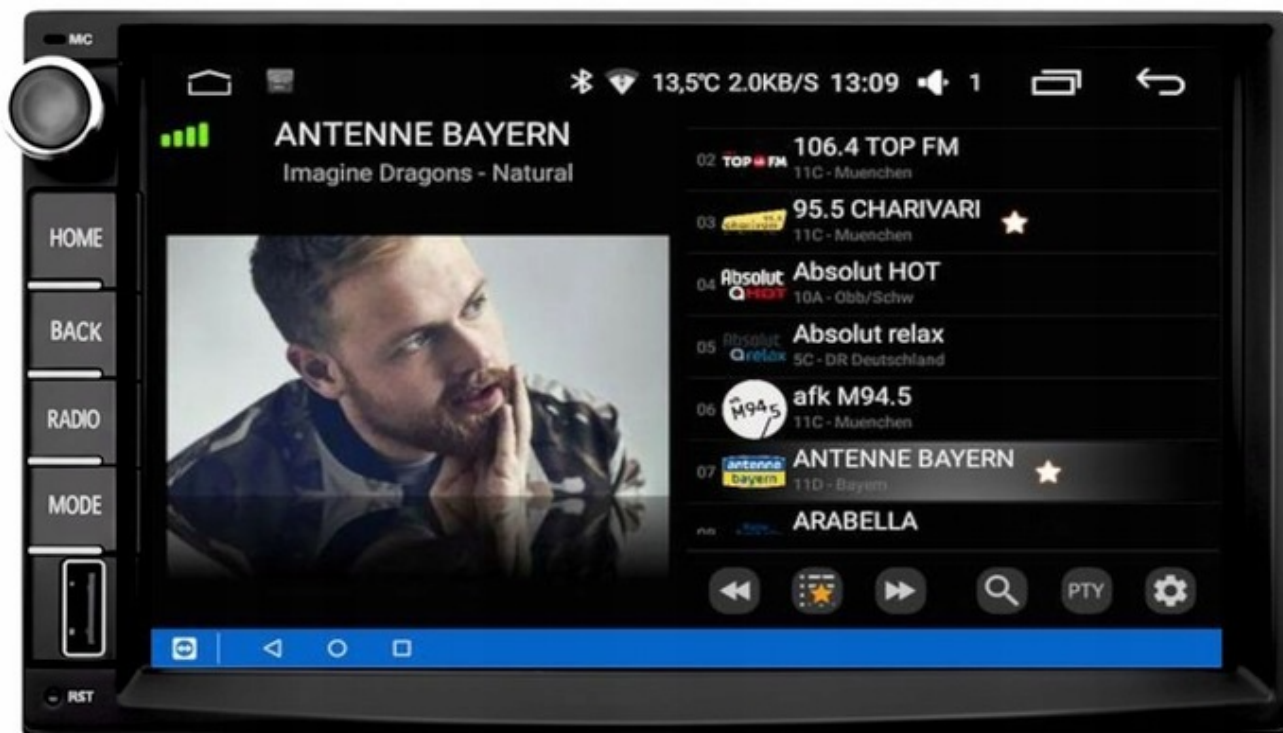 MIC
13,5°C 2.0KB/S 13:09 1
ANTENNE BAYERN
Imagine Dragons - Natural
HOME
BACK
RADIO
MODE
RST
02 TOP FM 106.4 TOP FM
11C - Muenchen
03 95.5 CHARIVARI
11C - Muenchen
04 Absolut HOT Absolut HOT
10A - Obb/Schw
05 Absolut relax Absolut relax
5C - DR Deutschland
06 M94.5 afk M94.5
11C - Muenchen
07 antenne bayern ANTENNE BAYERN
11D - Bayern
ARABELLA
PTY